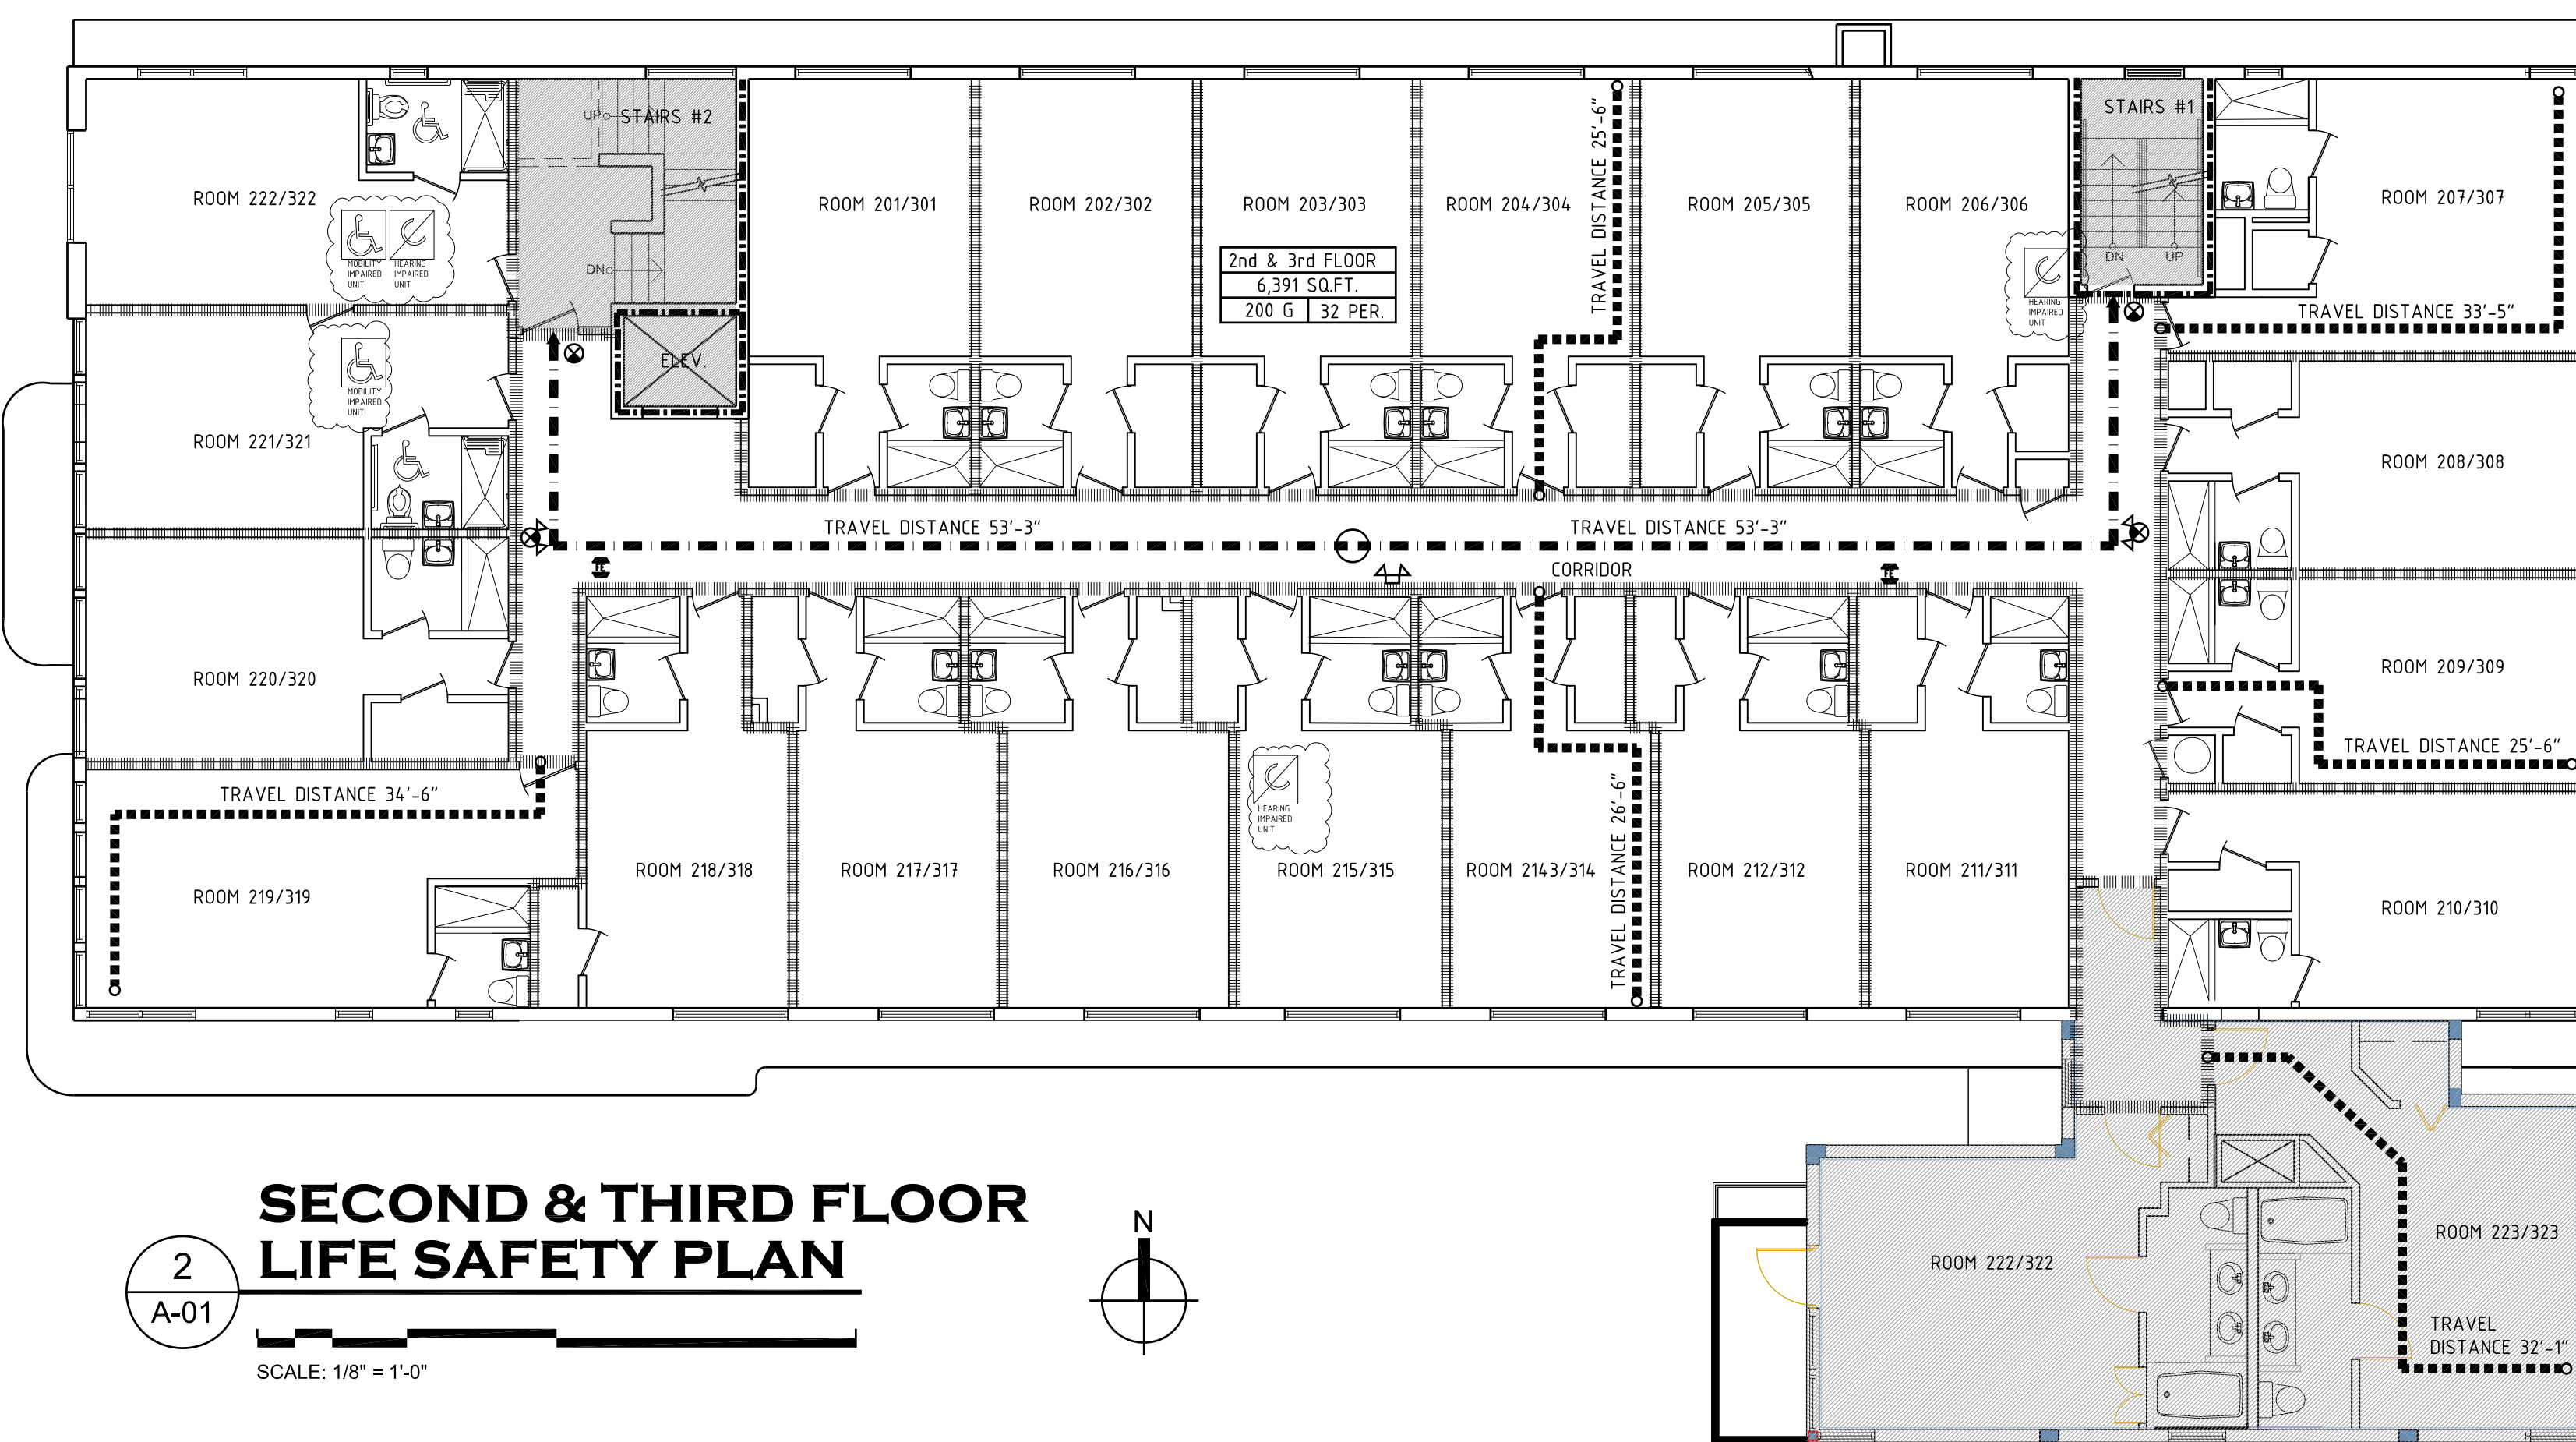 STAIRS #2
UP
DN
ELEV.
ROOM 222/322
MOBILITY
IMPAIRED
UNIT
HEARING
IMPAIRED
UNIT
ROOM 201/301
ROOM 202/302
ROOM 203/303
2nd & 3rd FLOOR
6,391 SQ.FT.
200 G
32 PER.
ROOM 204/304
TRAVEL DISTANCE 25'-6"
ROOM 205/305
ROOM 206/306
HEARING
IMPAIRED
UNIT
STAIRS #1
DN
UP
ROOM 207/307
TRAVEL DISTANCE 33'-5"
MOBILITY
IMPAIRED
UNIT
ROOM 221/321
ROOM 208/308
TRAVEL DISTANCE 53'-3"
TRAVEL DISTANCE 53'-3"
CORRIDOR
FE
FE
ROOM 220/320
ROOM 209/309
TRAVEL DISTANCE 25'-6"
TRAVEL DISTANCE 34'-6"
ROOM 219/319
ROOM 218/318
ROOM 217/317
ROOM 216/316
HEARING
IMPAIRED
UNIT
ROOM 215/315
ROOM 2143/314
TRAVEL DISTANCE 26'-6"
ROOM 212/312
ROOM 211/311
ROOM 210/310
ROOM 222/322
ROOM 223/323
TRAVEL
DISTANCE 32'-1"
SECOND & THIRD FLOOR
LIFE SAFETY PLAN
2
A-01
SCALE: 1/8" = 1'-0"
N